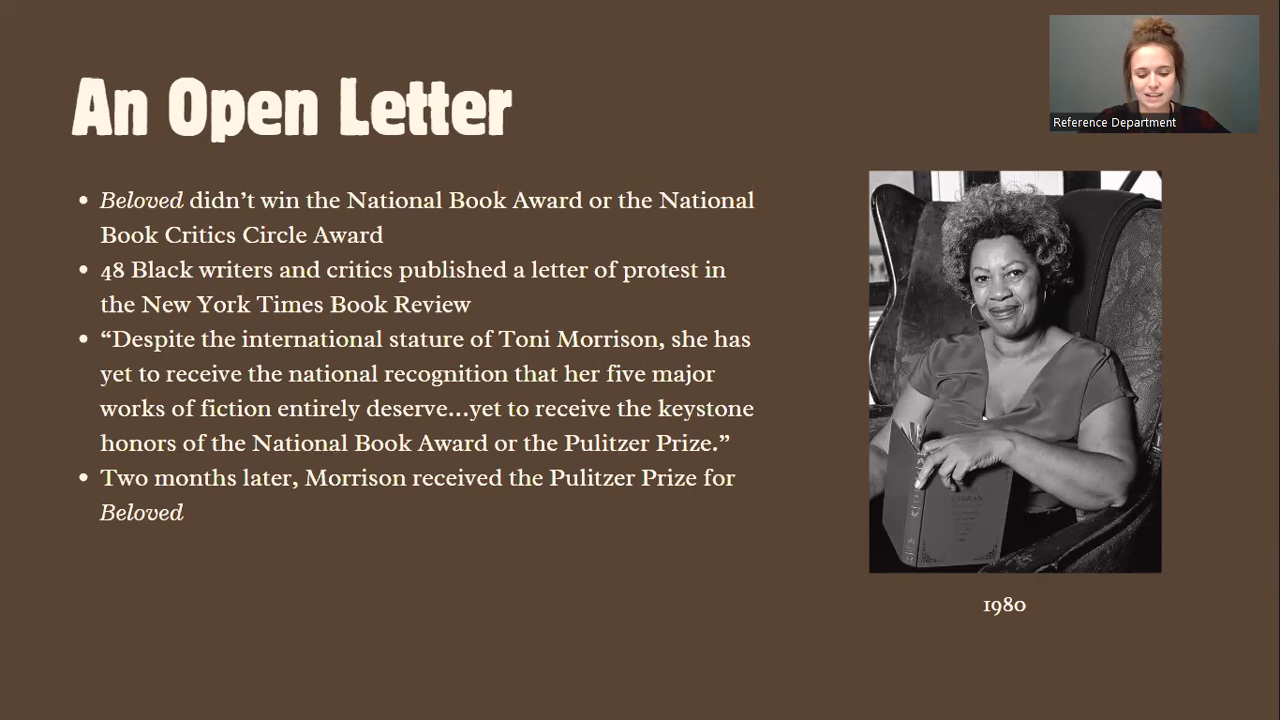 An Open Letter
Reference Department
• Beloved didn’t win the National Book Award or the National
Book Critics Circle Award
• 48 Black writers and critics published a letter of protest in
the New York Times Book Review
• “Despite the international stature of Toni Morrison, she has
yet to receive the national recognition that her five major
works of fiction entirely deserve...yet to receive the keystone
honors of the National Book Award or the Pulitzer Prize.”
• Two months later, Morrison received the Pulitzer Prize for
Beloved
1980